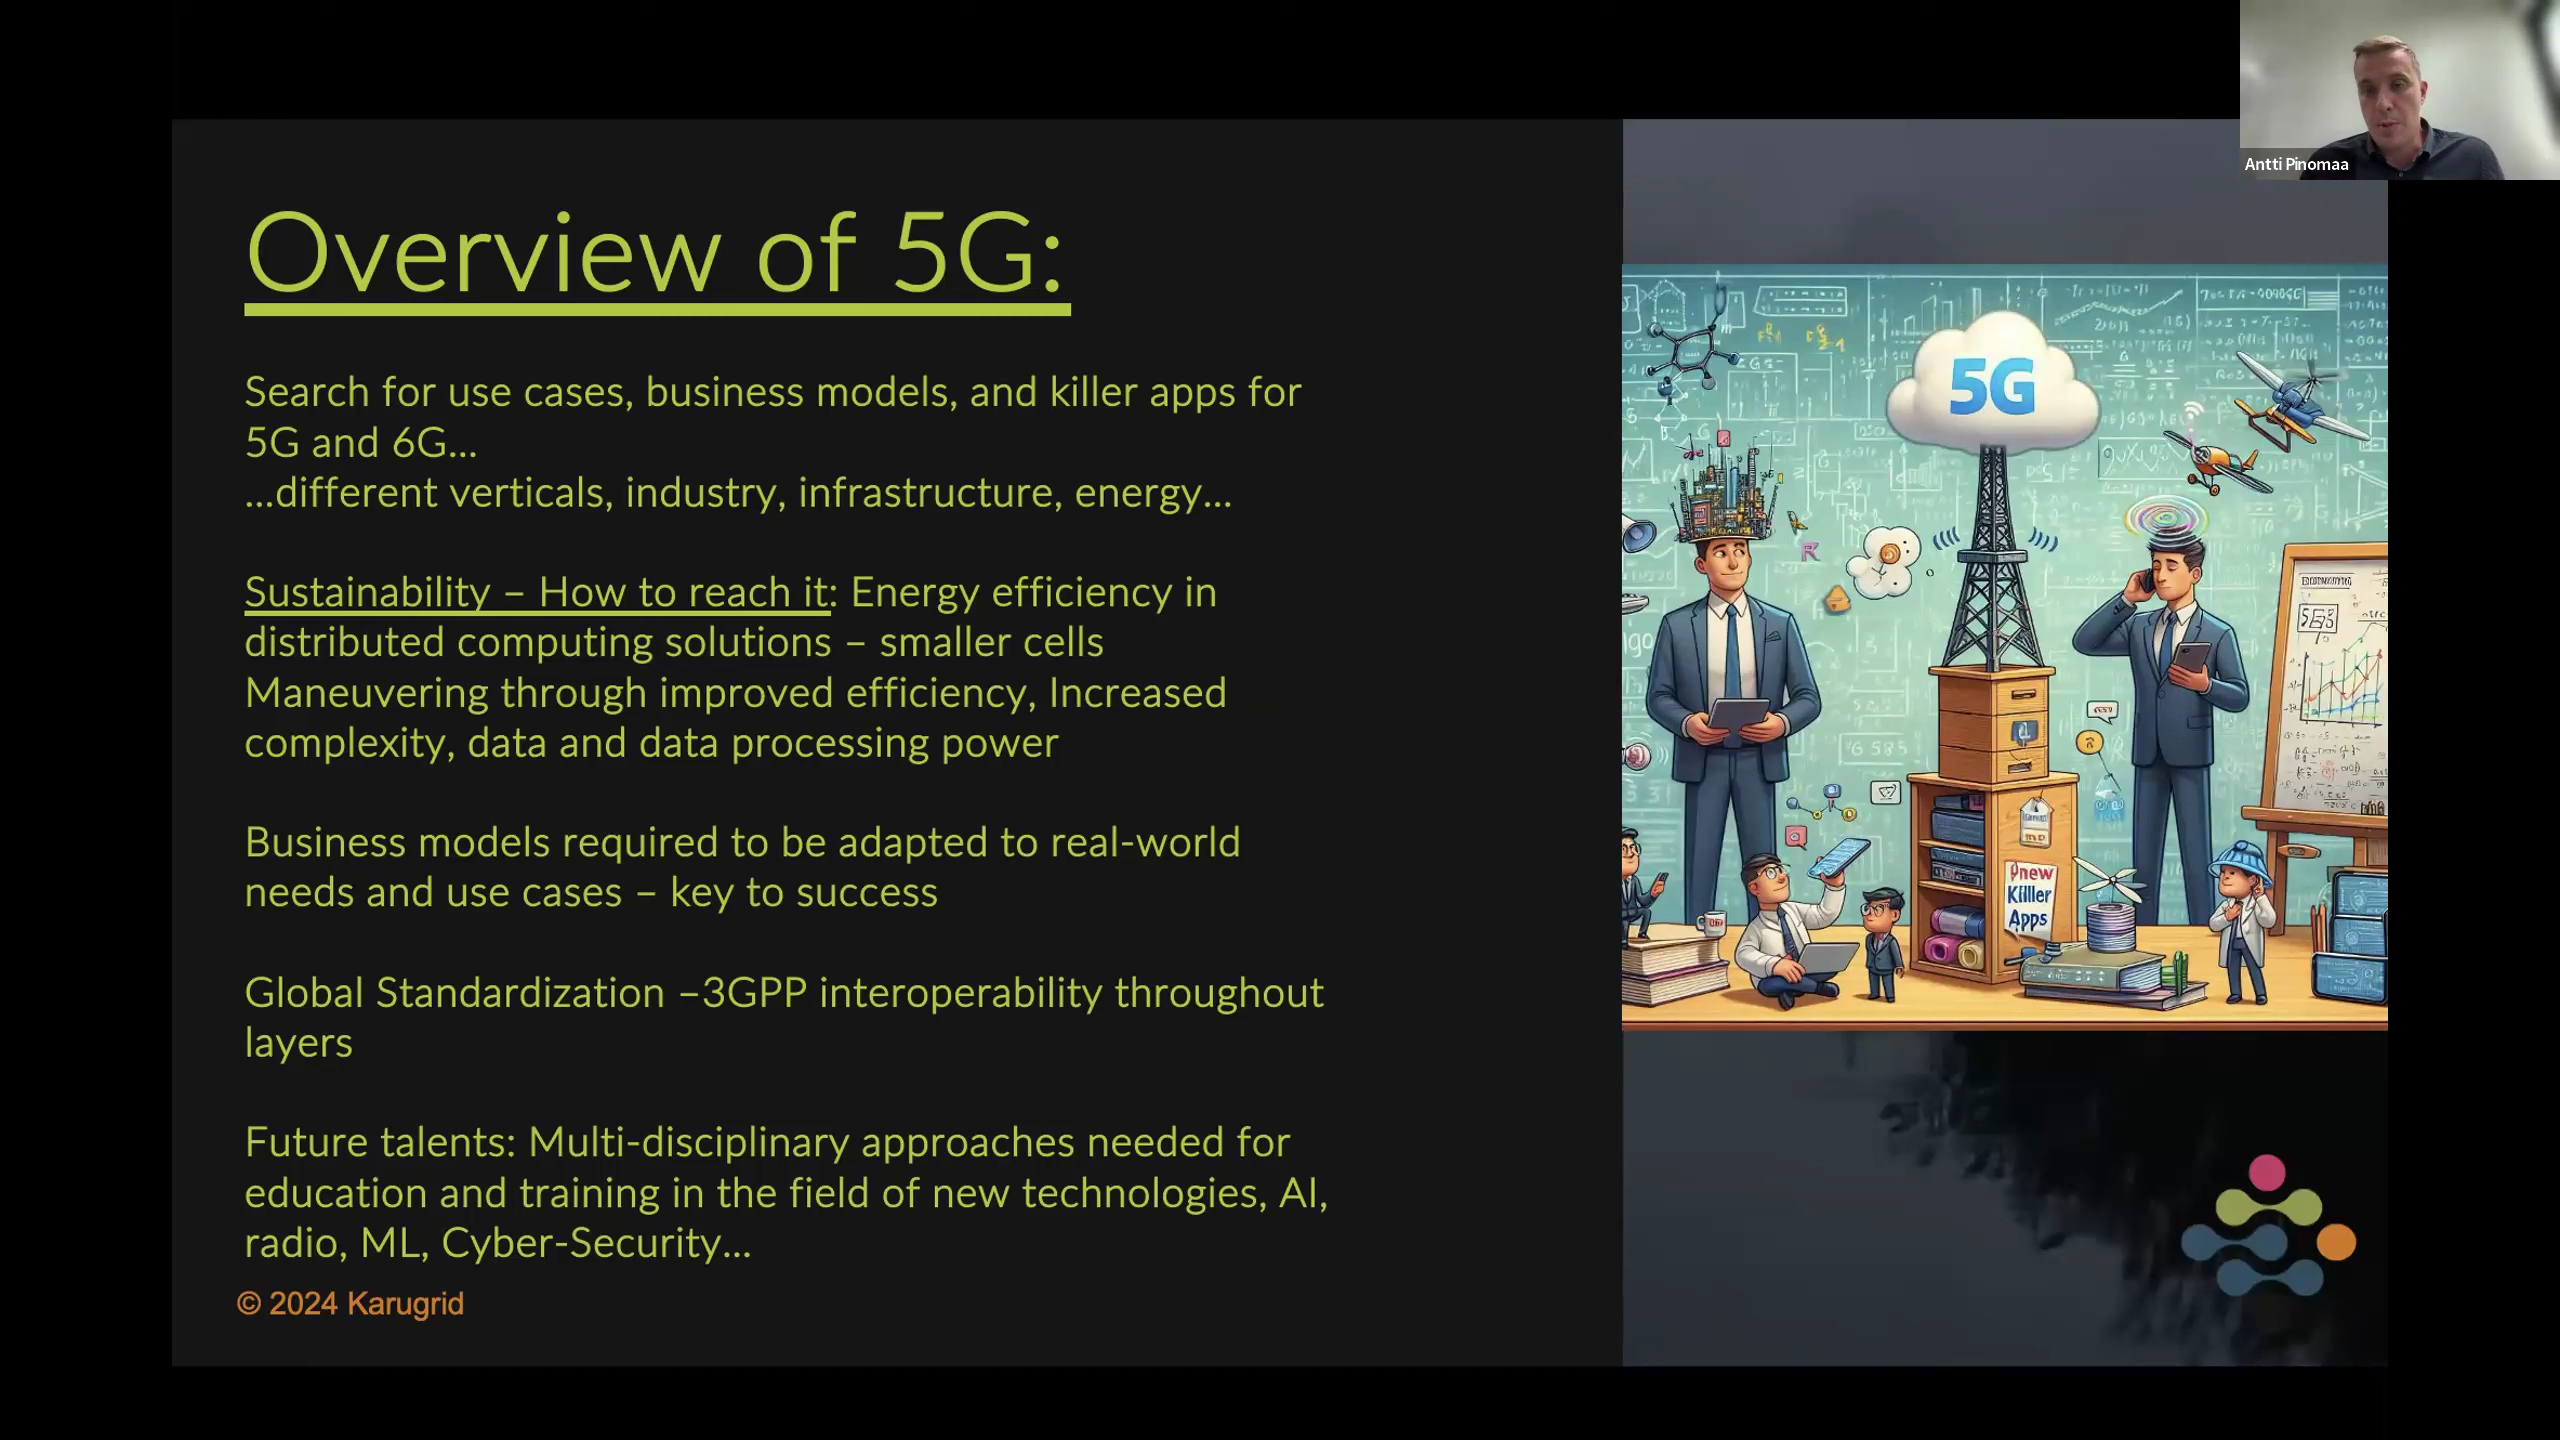 Overview of 5G:
Search for use cases, business models, and killer apps for
5G and 6G...
...different verticals, industry, infrastructure, energy...
Sustainability – How to reach it: Energy efficiency in
distributed computing solutions – smaller cells
Maneuvering through improved efficiency, Increased
complexity, data and data processing power
Business models required to be adapted to real-world
needs and use cases – key to success
Global Standardization –3GPP interoperability throughout
layers
Future talents: Multi-disciplinary approaches needed for
education and training in the field of new technologies, AI,
radio, ML, Cyber-Security...
© 2024 Karugrid
Antti Pinomaa
5G
Pnew
Killer
Apps